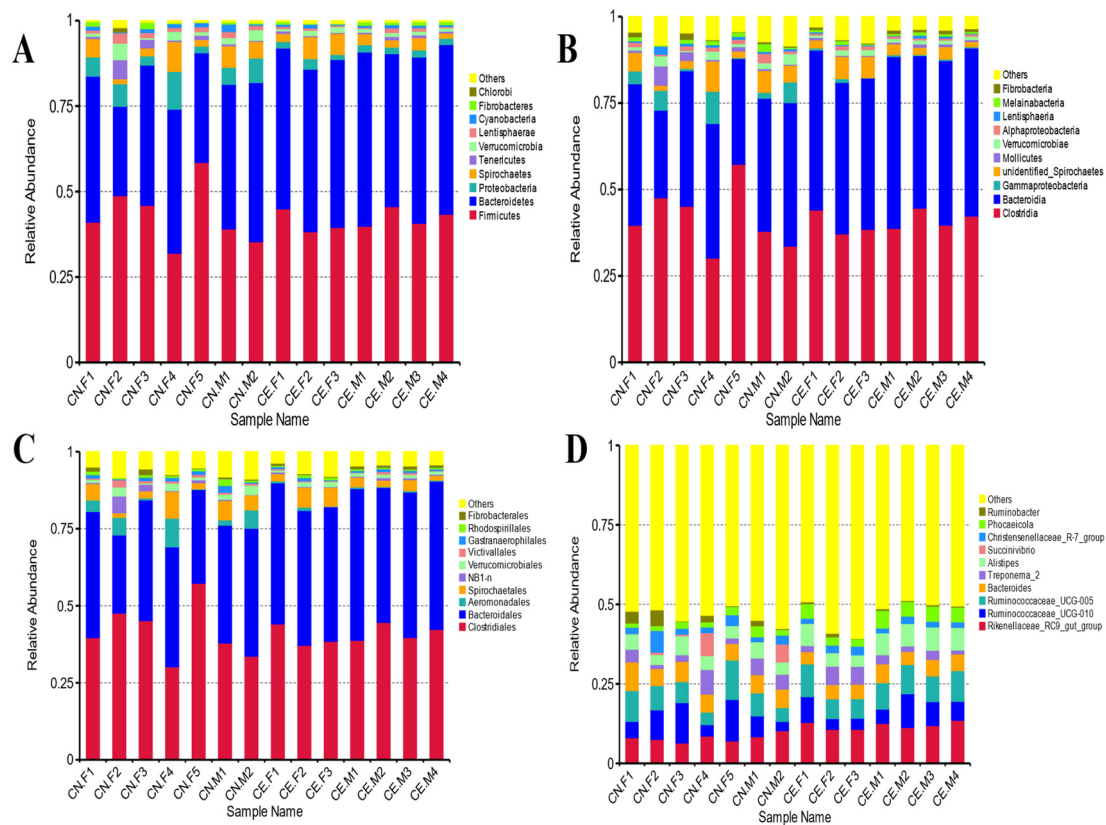 A
Relative Abundance
1
0.75
0.5
0.25
0
CN.F1 CN.F2 CN.F3 CN.F4 CN.F5 CN.M1 CN.M2 CE.F1 CE.F2 CE.F3 CE.M1 CE.M2 CE.M3 CE.M4
Sample Name
Others
Chlorobi
Fibrobacteres
Cyanobacteria
Lentisphaerae
Verrucomicrobia
Tenericutes
Spirochaetes
Proteobacteria
Bacteroidetes
Firmicutes
B
Relative Abundance
1
0.75
0.5
0.25
0
CN.F1 CN.F2 CN.F3 CN.F4 CN.F5 CN.M1 CN.M2 CE.F1 CE.F2 CE.F3 CE.M1 CE.M2 CE.M3 CE.M4
Sample Name
Others
Fibrobacteria
Melainabacteria
Lentisphaeria
Alphaproteobacteria
Verrucomicrobiae
Mollicutes
unidentified_Spirochaetes
Gammaproteobacteria
Bacteroidia
Clostridia
C
Relative Abundance
1
0.75
0.5
0.25
0
CN.F1 CN.F2 CN.F3 CN.F4 CN.F5 CN.M1 CN.M2 CE.F1 CE.F2 CE.F3 CE.M1 CE.M2 CE.M3 CE.M4
Sample Name
Others
Fibrobacterales
Rhodospirillales
Gastranaerophilales
Victivallales
Verrucomicrobiales
NB1-n
Spirochaetales
Aeromonadales
Bacteroidales
Clostridiales
D
Relative Abundance
1
0.75
0.5
0.25
0
CN.F1 CN.F2 CN.F3 CN.F4 CN.F5 CN.M1 CN.M2 CE.F1 CE.F2 CE.F3 CE.M1 CE.M2 CE.M3 CE.M4
Sample Name
Others
Ruminobacter
Phocaeicola
Christensenellaceae_R-7_group
Succinivibrio
Alistipes
Treponema_2
Bacteroides
Ruminococcaceae_UCG-005
Ruminococcaceae_UCG-010
Rikenellaceae_RC9_gut_group